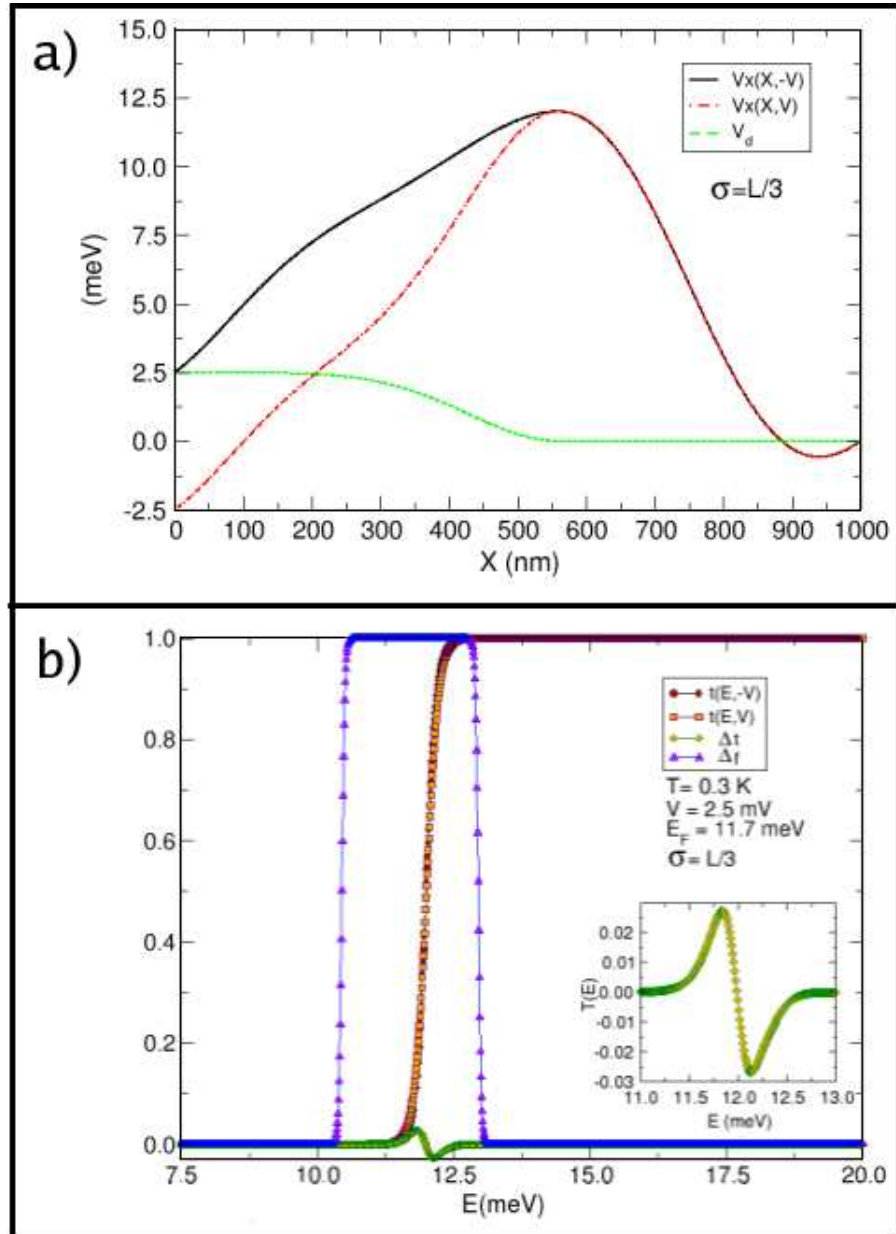 a)
15.0
12.5
10.0
7.5
5.0
2.5
0.0
-2.5
(meV)
Vx(X,-V)
Vx(X,V)
V_d
σ=L/3
0 100 200 300 400 500 600 700 800 900 1000
X (nm)
b)
1.0
0.8
0.6
0.4
0.2
0.0
t(E,-V)
t(E,V)
Δt
Δf
T= 0.3 K
V = 2.5 mV
E_F = 11.7 meV
σ= L/3
0.02
0.01
0.00
-0.01
-0.02
-0.03
T(E)
11.0 11.5 12.0 12.5 13.0
E (meV)
7.5 10.0 12.5 15.0 17.5 20.0
E(meV)